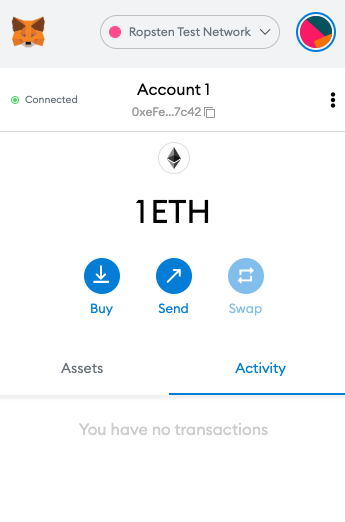 Ropsten Test Network
Connected
Account 1
0xeFe...7c42
1 ETH
Buy
Send
Swap
Assets
Activity
You have no transactions